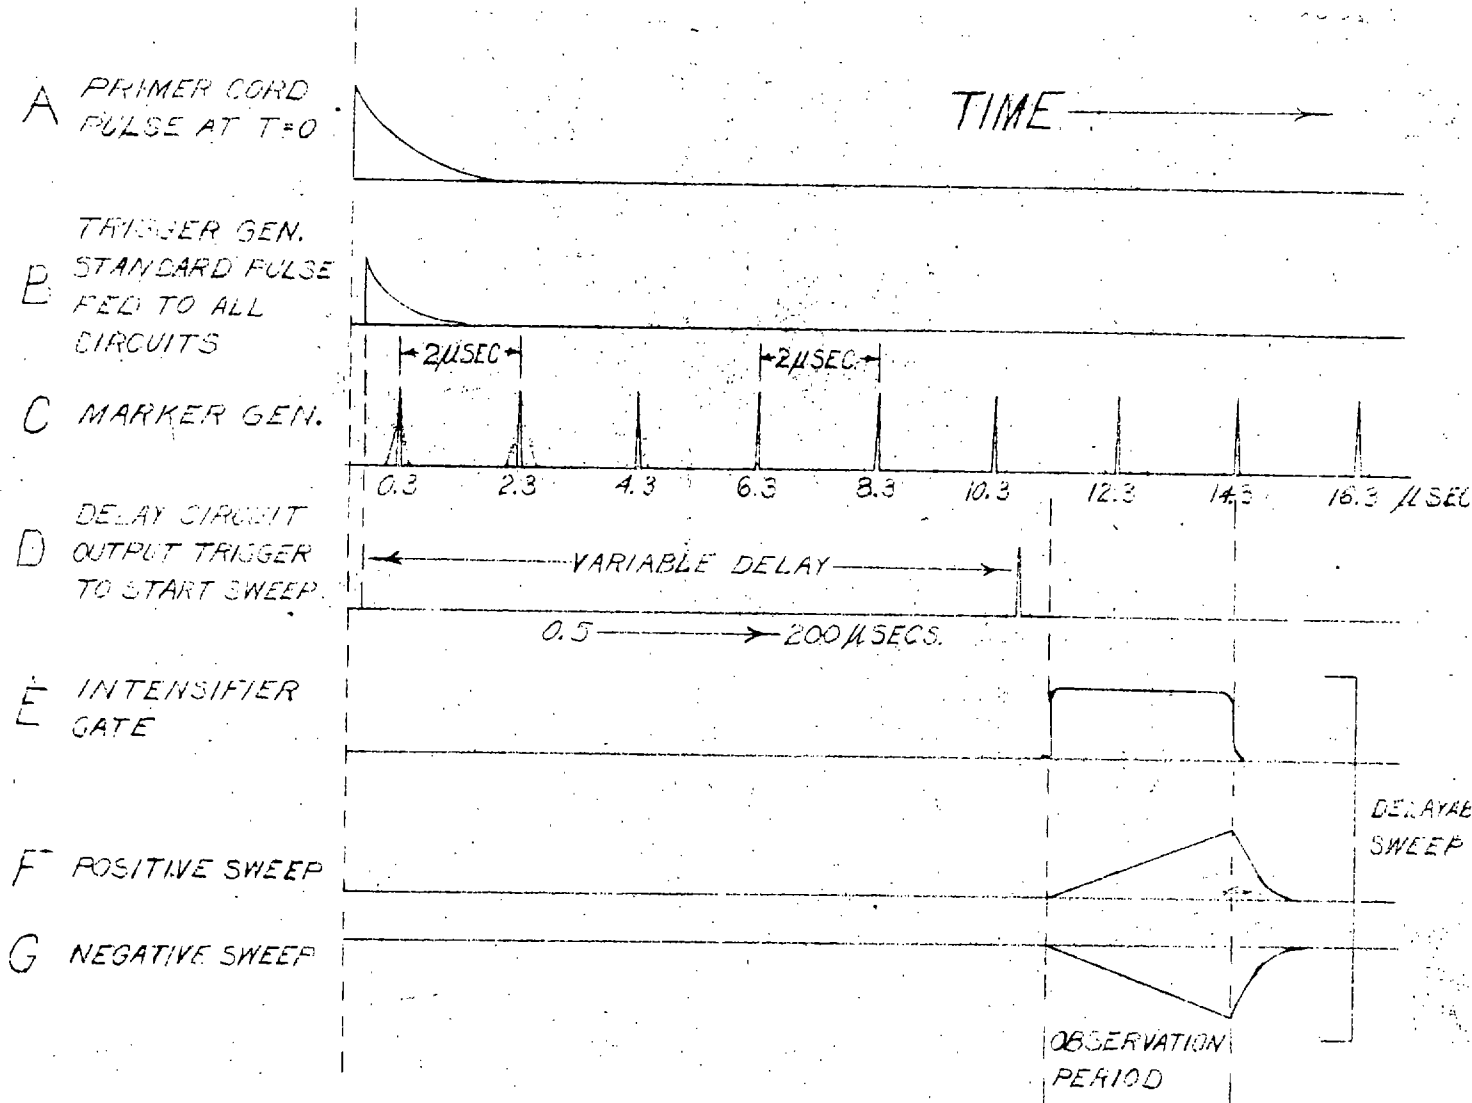 TIME
A PRIMER CORD
PULSE AT T=0
TRIGGER GEN.
B STANDARD PULSE
FED TO ALL
CIRCUITS
2µSEC 2µSEC.
C MARKER GEN.
0.3 2.3 4.3 6.3 8.3 10.3 12.3 14.3 16.3 µSEC
DELAY CIRCUIT
D OUTPUT TRIGGER
TO START SWEEP.
VARIABLE DELAY
0.5 200µSECS.
E INTENSIFIER
GATE
DELAYAB
SWEEP
F POSITIVE SWEEP
G NEGATIVE SWEEP
OBSERVATION
PERIOD